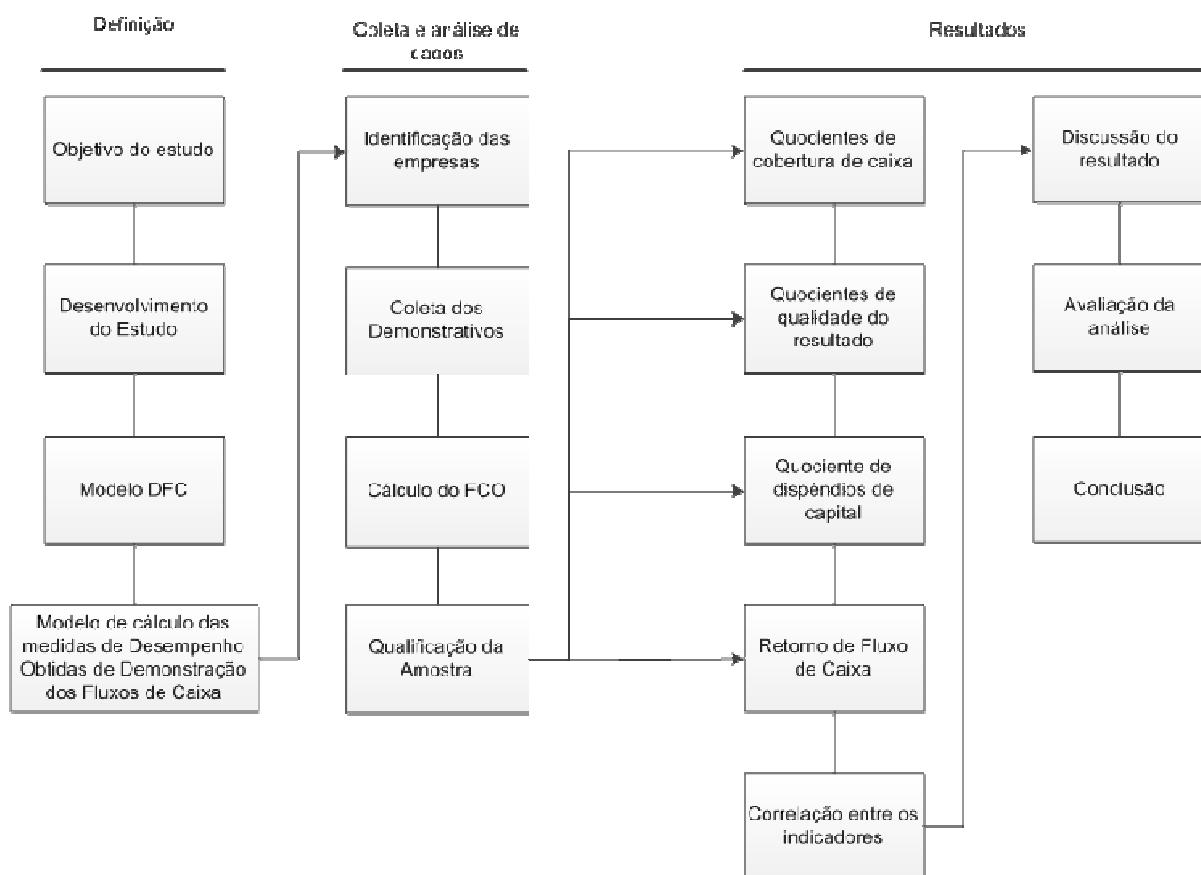 Definição
Coleta e análise de
dados
Resultados
Objetivo do estudo
Desenvolvimento
do Estudo
Modelo DFC
Modelo de cálculo das
medidas de Desempenho
Obtidas de Demonstração
dos Fluxos de Caixa
Identificação das
empresas
Coleta dos
Demonstrativos
Cálculo do FCO
Qualificação da
Amostra
Quocientes de
cobertura de caixa
Quocientes de
qualidade do
resultado
Quociente de
dispêndios de
capital
Retorno de Fluxo
de Caixa
Correlação entre os
indicadores
Discussão do
resultado
Avaliação da
análise
Conclusão